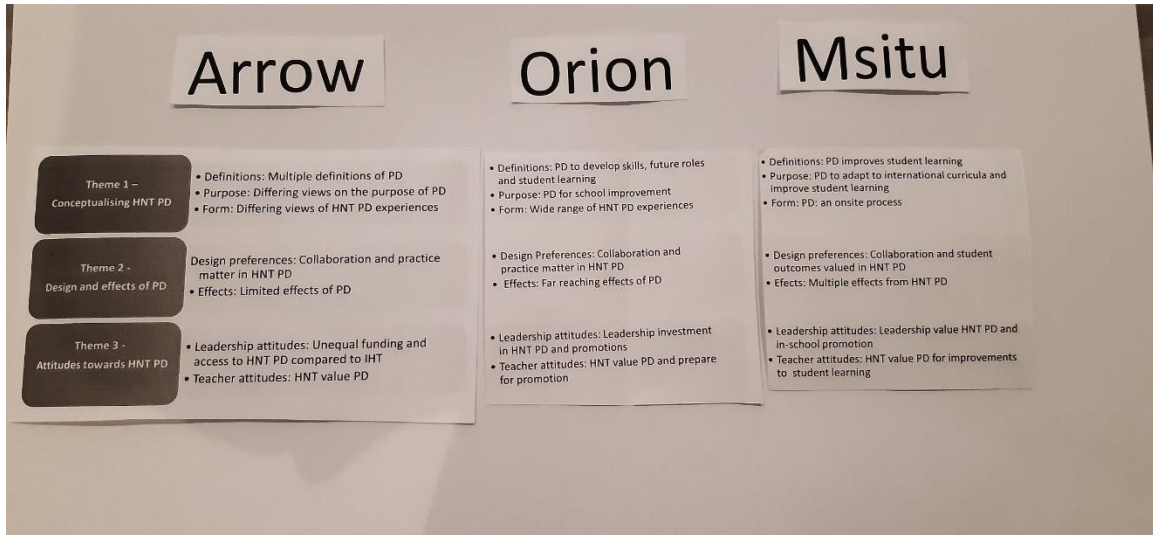 Arrow
Orion
Msitu
Theme 1 –
Conceptualising HNT PD
• Definitions: Multiple definitions of PD
• Purpose: Differing views on the purpose of PD
• Form: Differing views of HNT PD experiences
• Definitions: PD to develop skills, future roles
and student learning
• Purpose: PD for school improvement
• Form: Wide range of HNT PD experiences
• Definitions: PD improves student learning
• Purpose: PD to adapt to international curricula and
improve student learning
• Form: PD: an onsite process
Theme 2 -
Design and effects of PD
Design preferences: Collaboration and practice
matter in HNT PD
• Effects: Limited effects of PD
• Design Preferences: Collaboration and
practice matter in HNT PD
• Effects: Far reaching effects of PD
• Design Preferences: Collaboration and student
outcomes valued in HNT PD
• Efects: Multiple effects from HNT PD
Theme 3 -
Attitudes towards HNT PD
• Leadership attitudes: Unequal funding and
access to HNT PD compared to IHT
• Teacher attitudes: HNT value PD
• Leadership attitudes: Leadership investment
in HNT PD and promotions
• Teacher attitudes: HNT value PD and prepare
for promotion
• Leadership attitudes: Leadership value HNT PD and
in-school promotion
• Teacher attitudes: HNT value PD for improvements
to student learning